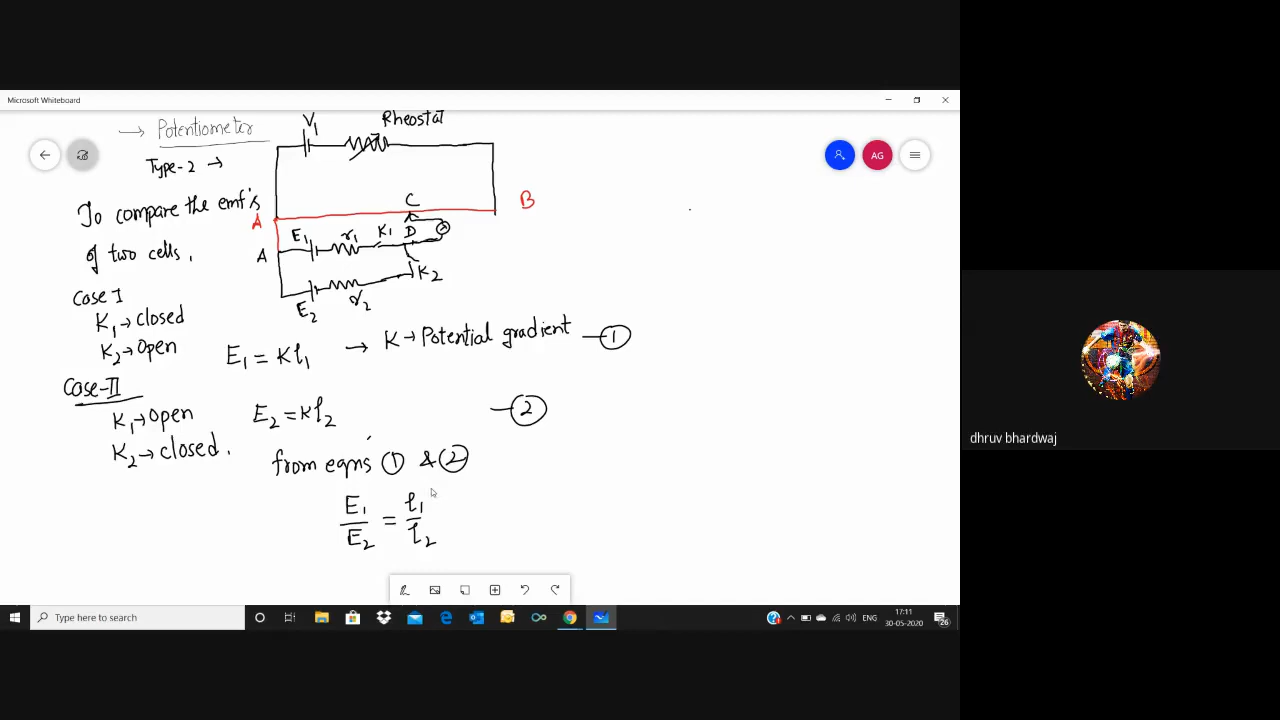 Microsoft Whiteboard
→ Potentiometer
Type-2 →
To compare the emf's
of two cells.
V1
Rheostat
A
B
C
A
E1
r1
K1
D
E2
r2
K2
Case I
K1→closed
K2→open
E1 = Kl1 → K→Potential gradient —①
Case-II
K1→open
K2→closed.
E2=Kl2 —②
from eqns ① & ②
E1/E2 = l1/l2
AG
dhruv bhardwaj
Type here to search
ENG
17:11
30-05-2020
26